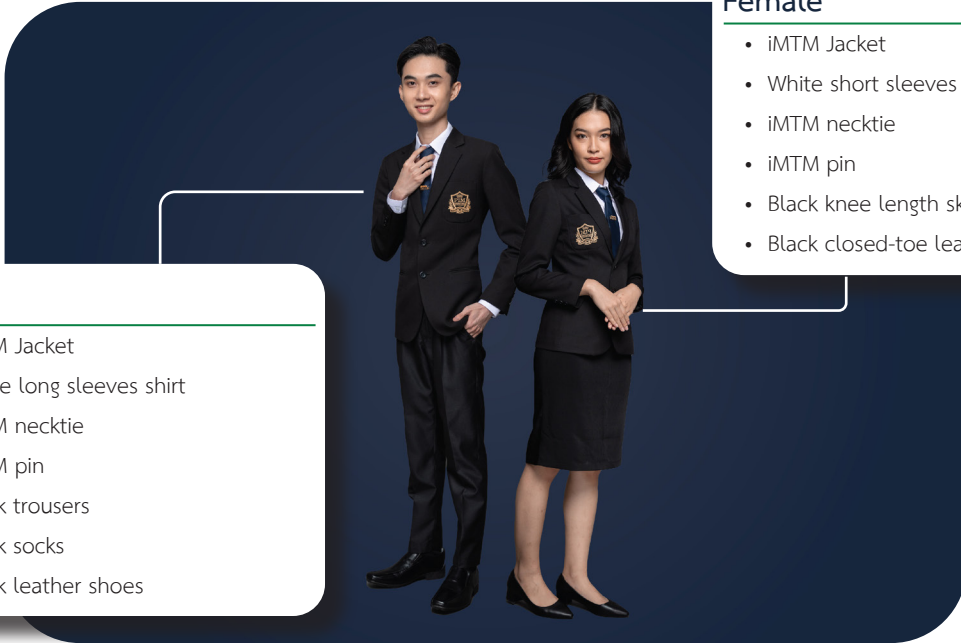 Female
• iMTM Jacket
• White short sleeves
• iMTM necktie
• iMTM pin
• Black knee length sk
• Black closed-toe lea
M Jacket
e long sleeves shirt
M necktie
M pin
k trousers
k socks
k leather shoes